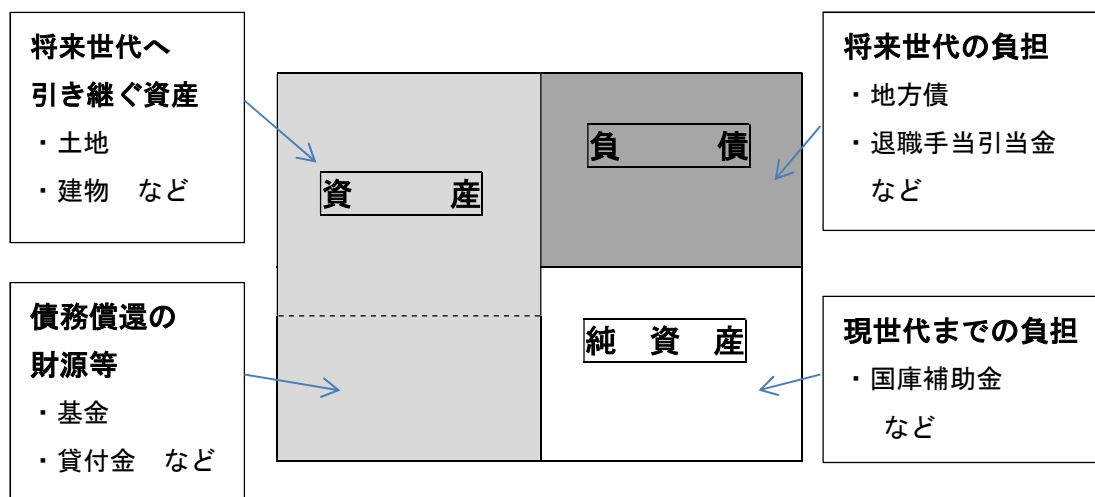 将来世代へ
引き継ぐ資産
・土地
・建物　など
債務償還の
財源等
・基金
・貸付金　など
資　　　産
負　　　債
純　資　産
将来世代の負担
・地方債
・退職手当引当金
など
現世代までの負担
・国庫補助金
など